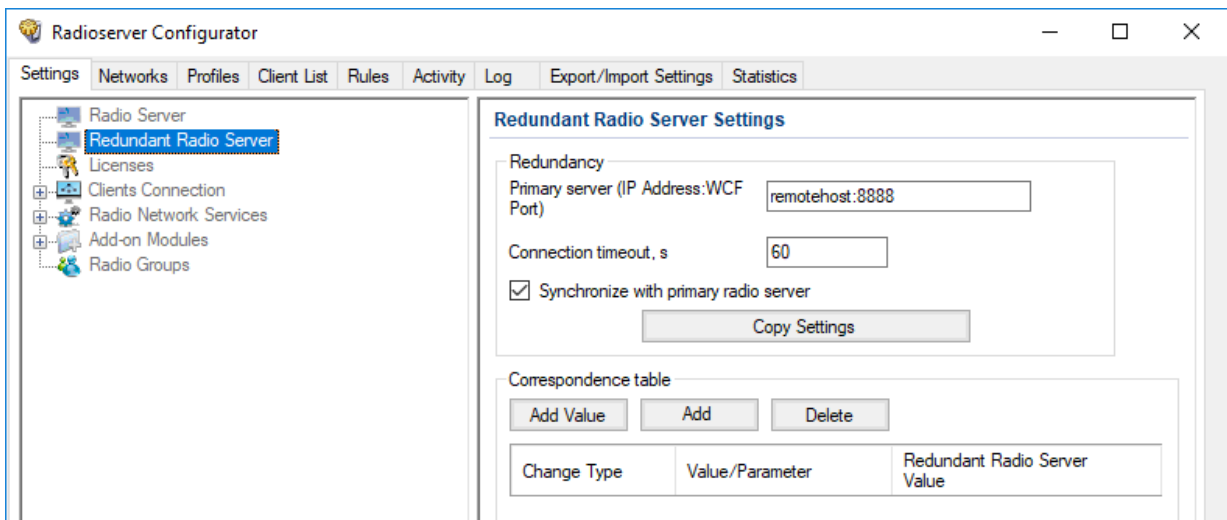 Radioserver Configurator
Settings Networks Profiles Client List Rules Activity Log Export/Import Settings Statistics
Radio Server
Redundant Radio Server
Licenses
Clients Connection
Radio Network Services
Add-on Modules
Radio Groups
Redundant Radio Server Settings
Redundancy
Primary server (IP Address:WCF
Port)
remotehost:8888
Connection timeout, s
60
Synchronize with primary radio server
Copy Settings
Correspondence table
Add Value Add Delete
Change Type Value/Parameter Redundant Radio Server
Value